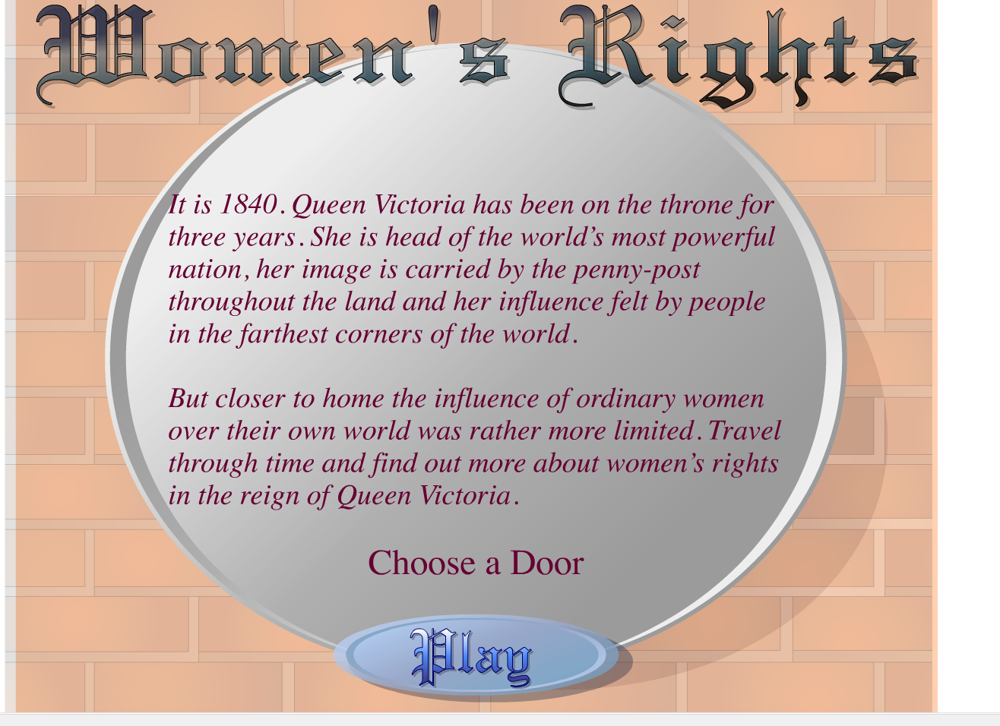 Women's Rights
It is 1840. Queen Victoria has been on the throne for
three years. She is head of the world’s most powerful
nation, her image is carried by the penny-post
throughout the land and her influence felt by people
in the farthest corners of the world.
But closer to home the influence of ordinary women
over their own world was rather more limited. Travel
through time and find out more about women’s rights
in the reign of Queen Victoria.
Choose a Door
Play